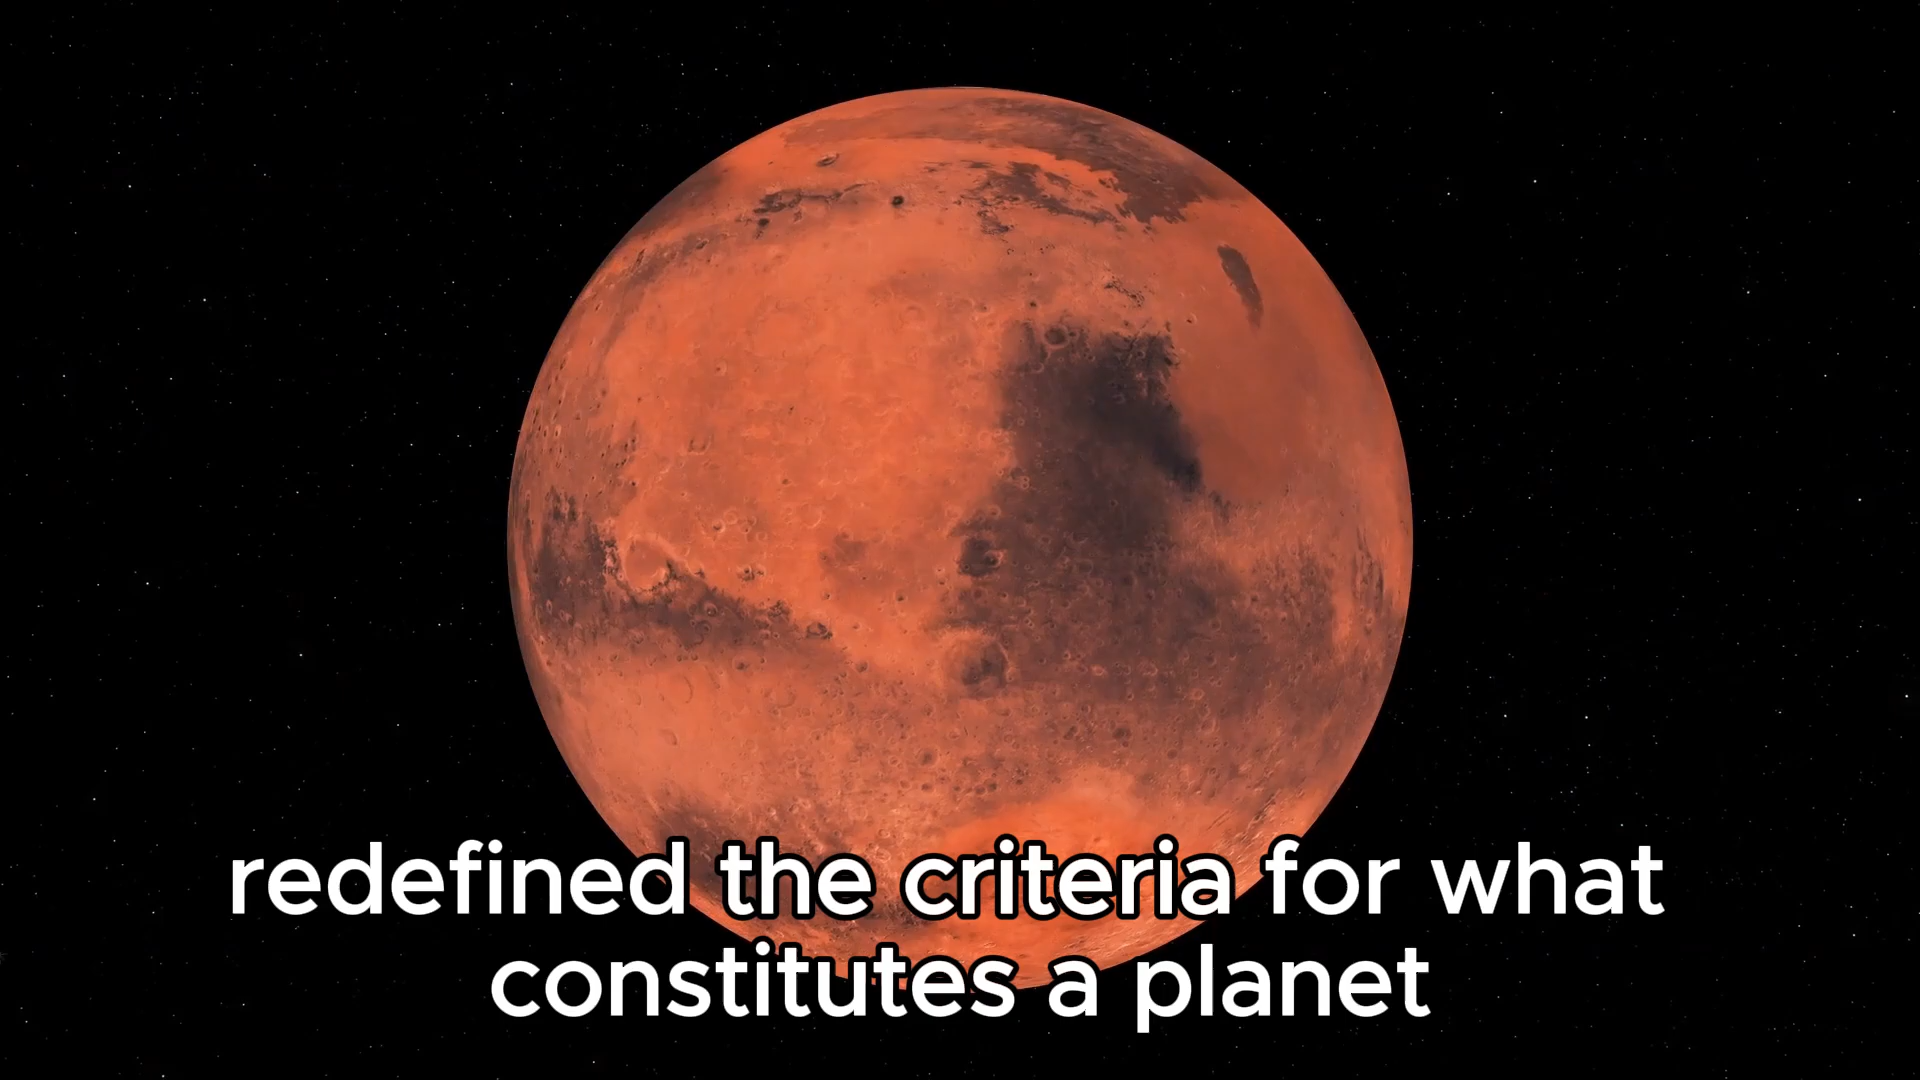 redefined the criteria for what
constitutes a planet